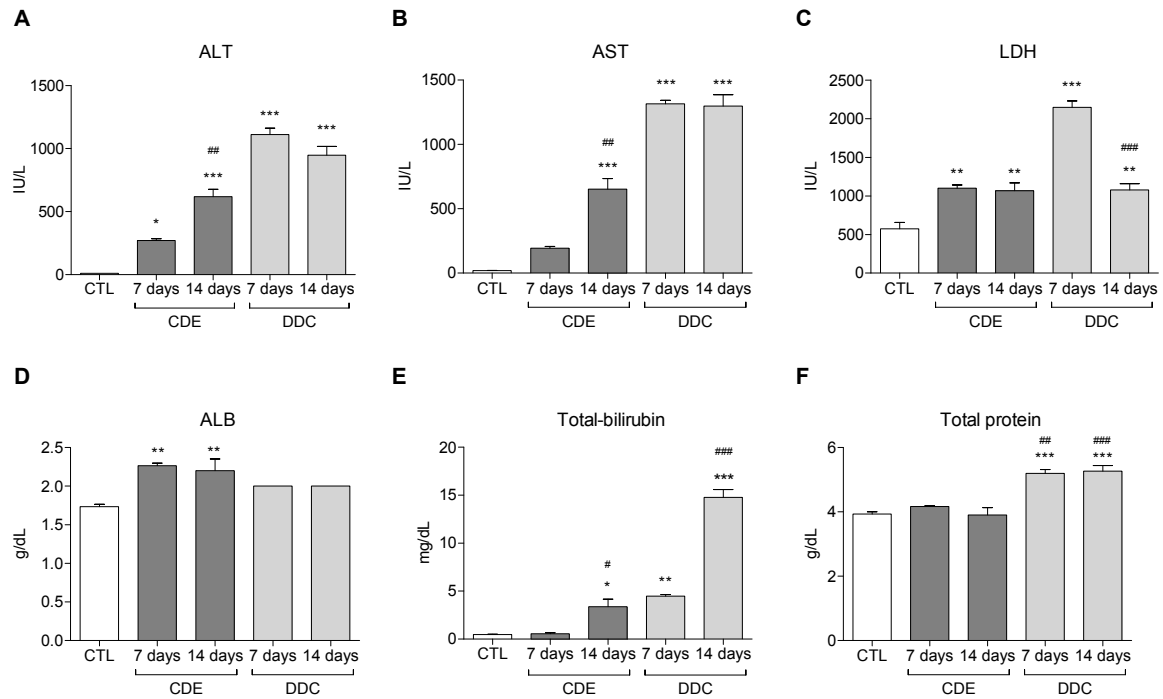 A
ALT
IU/L
1500
1000
500
0
*
##
***
***
***
CTL 7 days 14 days 7 days 14 days
CDE DDC
B
AST
IU/L
1500
1000
500
0
##
***
***
***
CTL 7 days 14 days 7 days 14 days
CDE DDC
C
LDH
IU/L
2500
2000
1500
1000
500
0
**
**
***
###
**
CTL 7 days 14 days 7 days 14 days
CDE DDC
D
ALB
g/dL
2.5
2.0
1.5
1.0
0.5
0.0
**
**
CTL 7 days 14 days 7 days 14 days
CDE DDC
E
Total-bilirubin
mg/dL
20
15
10
5
0
#
*
**
###
***
CTL 7 days 14 days 7 days 14 days
CDE DDC
F
Total protein
g/dL
6
4
2
0
##
***
###
***
CTL 7 days 14 days 7 days 14 days
CDE DDC